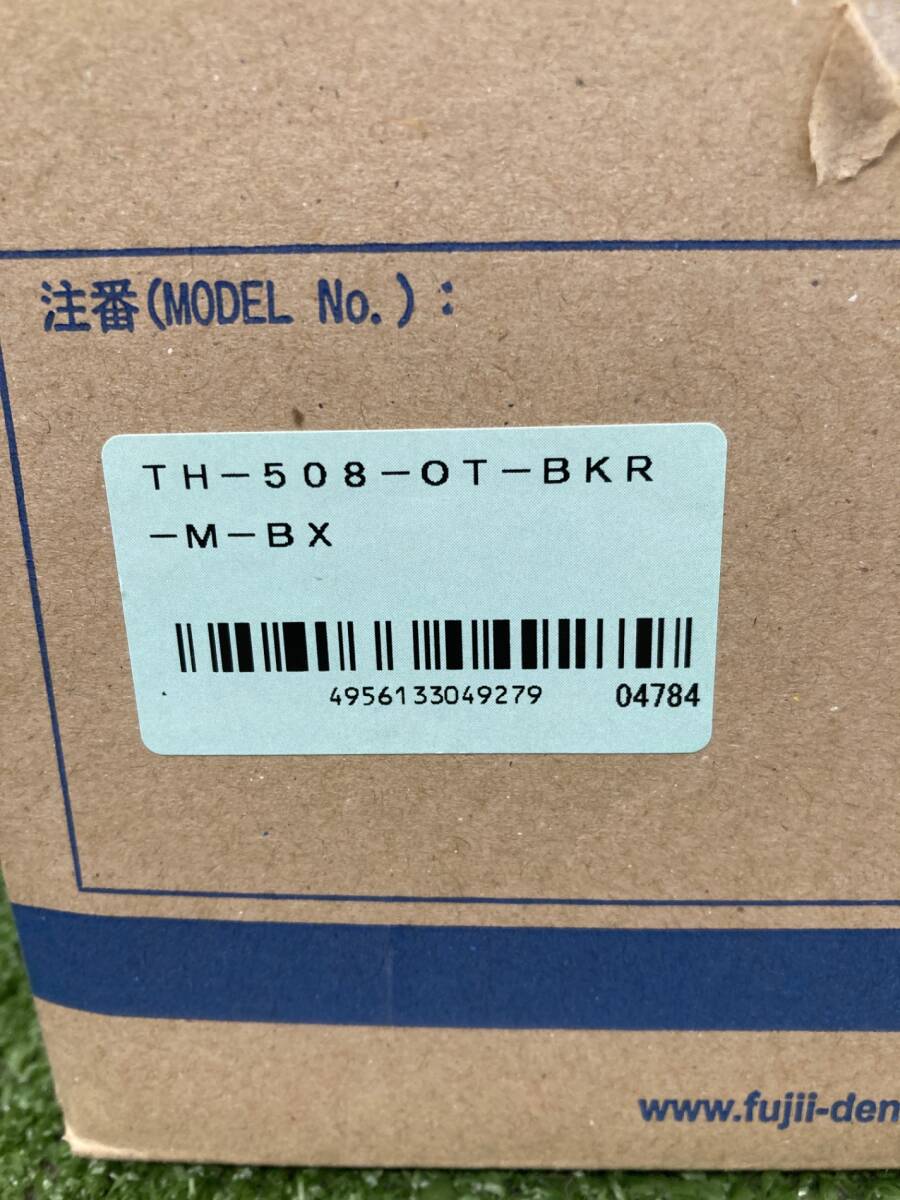 注番(MODEL No.):
TH-508-OT-BKR
-M-BX
4956133049279 04784
www.fujii-den